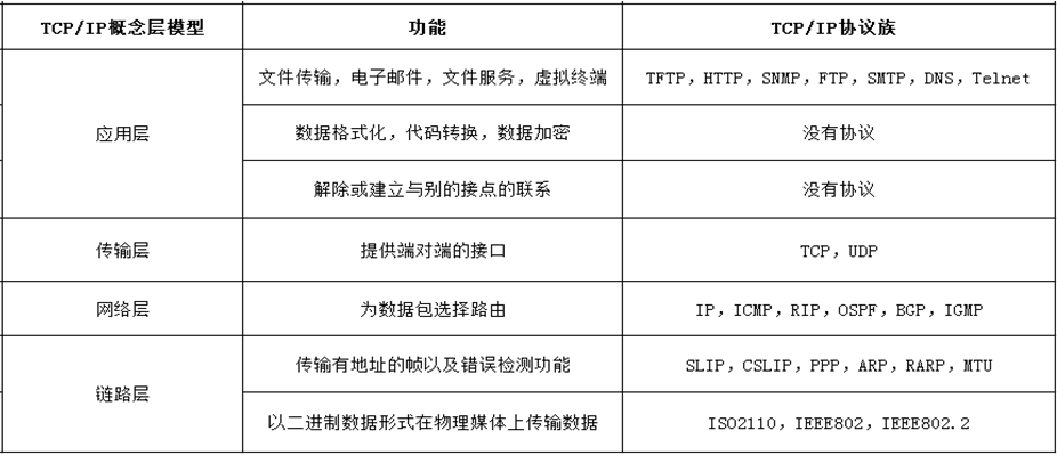 TCP/IP概念层模型 功能 TCP/IP协议族
文件传输，电子邮件，文件服务，虚拟终端 TFTP，HTTP，SNMP，FTP，SMTP，DNS，Telnet
应用层 数据格式化，代码转换，数据加密 没有协议
解除或建立与别的接点的联系 没有协议
传输层 提供端对端的接口 TCP，UDP
网络层 为数据包选择路由 IP，ICMP，RIP，OSPF，BGP，IGMP
传输有地址的帧以及错误检测功能 SLIP，CSLIP，PPP，ARP，RARP，MTU
链路层
以二进制数据形式在物理媒体上传输数据 ISO2110，IEEE802，IEEE802.2